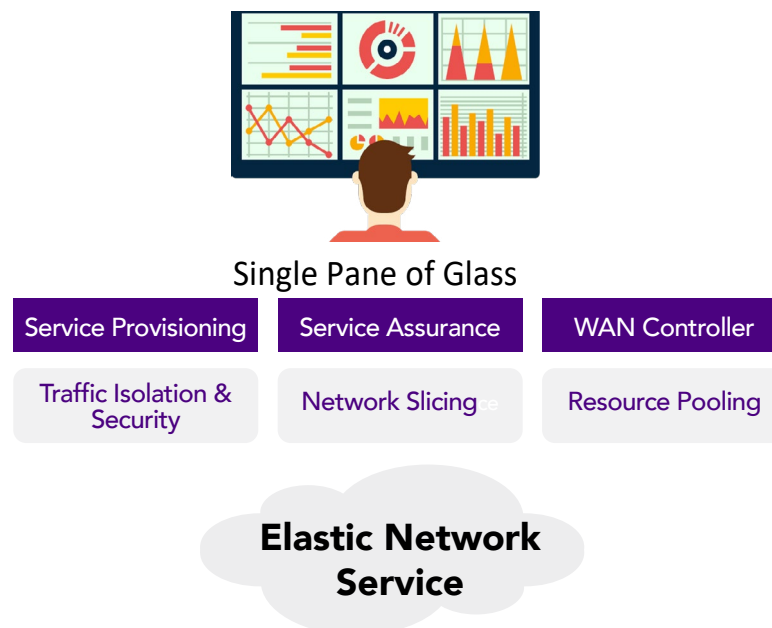 Single Pane of Glass
Service Provisioning
Service Assurance
WAN Controller
Traffic Isolation &
Security
Network Slicing
Resource Pooling
Elastic Network
Service